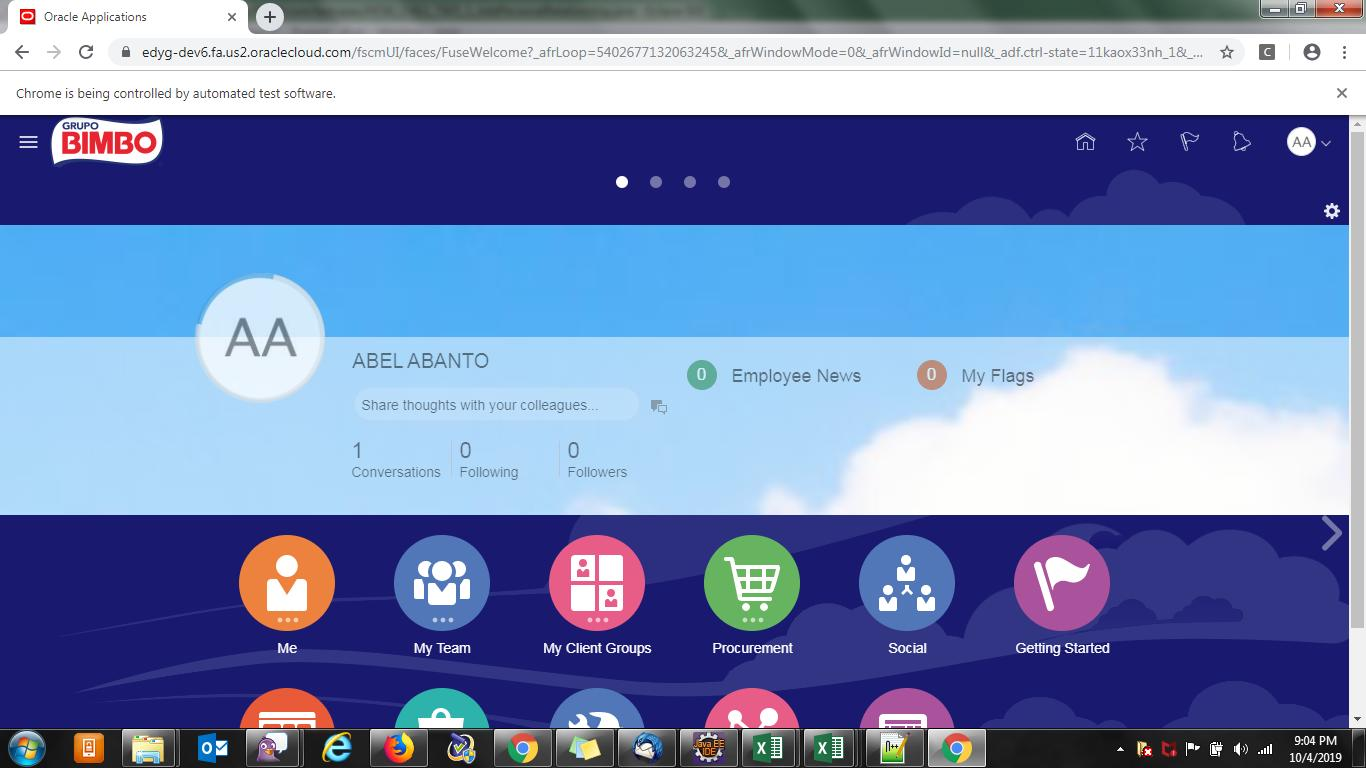 Oracle Applications
edyg-dev6.fa.us2.oraclecloud.com/fscmUI/faces/FuseWelcome?_afrLoop=5402677132063245&_afrWindowMode=0&_afrWindowId=null&_adf.ctrl-state=11kaox33nh_1&_...
C
Chrome is being controlled by automated test software.
GRUPO
BIMBO
AA
AA
ABEL ABANTO
0 Employee News
0 My Flags
Share thoughts with your colleagues...
1 0 0
Conversations Following Followers
Me My Team My Client Groups Procurement Social Getting Started
Java EE
IDE
9:04 PM
10/4/2019